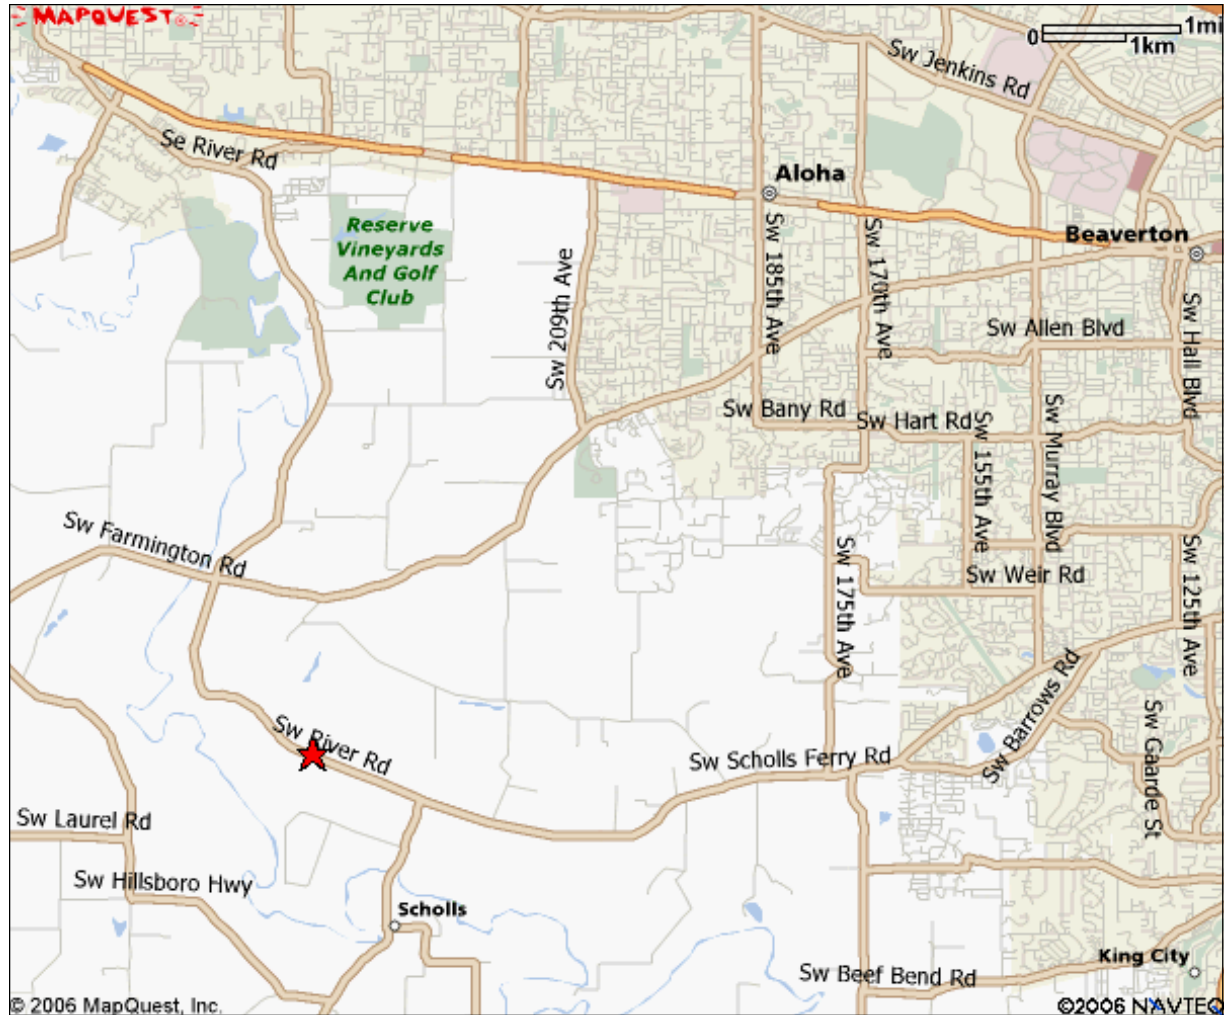 MAPQUEST
0
1mi
1km
Sw Jenkins Rd
Se River Rd
Aloha
Reserve
Vineyards
And Golf
Club
Sw 209th Ave
Sw 185th Ave
Sw 170th Ave
Beaverton
Sw Allen Blvd
Sw Hall Blvd
Sw Bany Rd
Sw Hart Rd
Sw 155th Ave
Sw Murray Blvd
Sw Farmington Rd
Sw 175th Ave
Sw Weir Rd
Sw 125th Ave
Sw River Rd
Sw Scholls Ferry Rd
Sw Barrows Rd
Sw Gaarde St
Sw Laurel Rd
Sw Hillsboro Hwy
Scholls
King City
Sw Beef Bend Rd
© 2006 MapQuest, Inc.
©2006 NAVTEQ